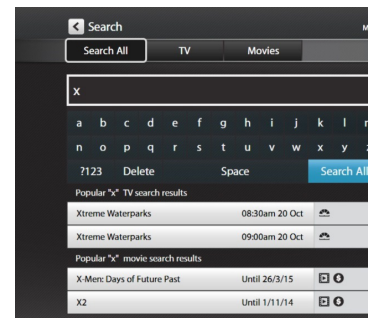 Search
M
Search All TV Movies
x
a b c d e f g h i j k l
n o p q r s t u v w x y
?123 Delete Space Search All
Popular "x" TV search results
Xtreme Waterparks 08:30am 20 Oct
Xtreme Waterparks 09:00am 20 Oct
Popular "x" movie search results
X-Men: Days of Future Past Until 26/3/15
X2 Until 1/11/14